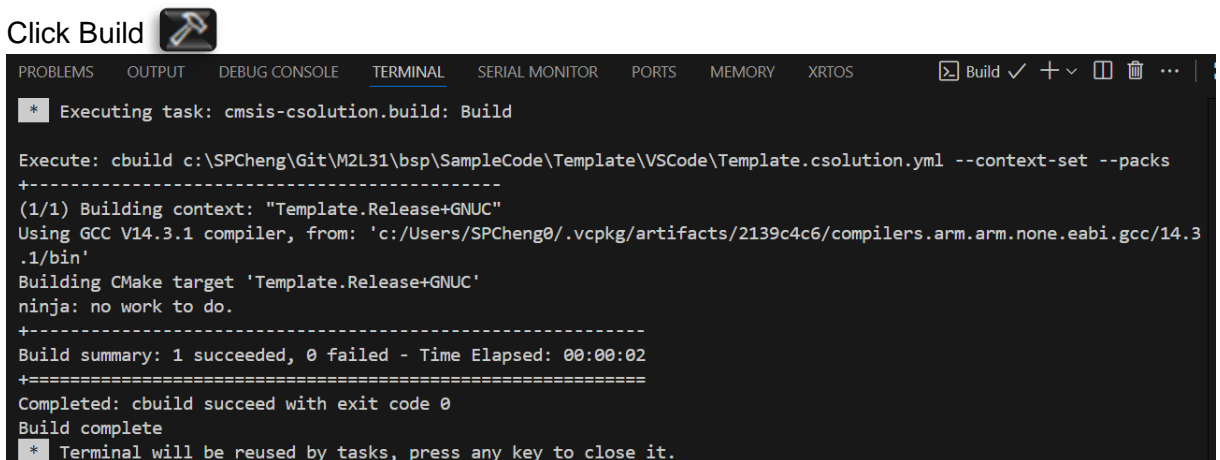 Click Build
PROBLEMS OUTPUT DEBUG CONSOLE TERMINAL SERIAL MONITOR PORTS MEMORY XRTOS Build
* Executing task: cmsis-csolution.build: Build
Execute: cbuild c:\SPCheng\Git\M2L31\bsp\SampleCode\Template\VSCode\Template.csolution.yml --context-set --packs
+----------------------------------------------
(1/1) Building context: "Template.Release+GNUC"
Using GCC V14.3.1 compiler, from: 'c:/Users/SPCheng0/.vcpkg/artifacts/2139c4c6/compilers.arm.arm.none.eabi.gcc/14.3
.1/bin'
Building CMake target 'Template.Release+GNUC'
ninja: no work to do.
+------------------------------------------------------------
Build summary: 1 succeeded, 0 failed - Time Elapsed: 00:00:02
+============================================================
Completed: cbuild succeed with exit code 0
Build complete
* Terminal will be reused by tasks, press any key to close it.